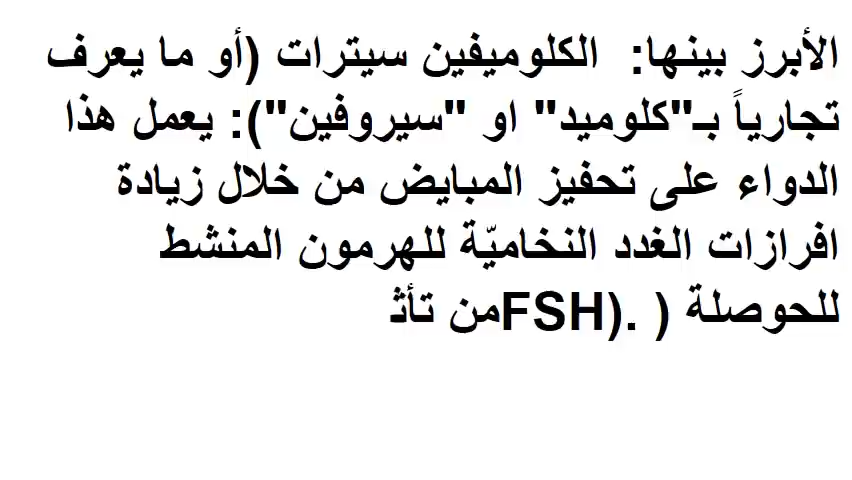 الأبرز بينها:  الكلوميفين سيترات (أو ما يعرف
تجارياً بـ"كلوميد" او "سيروفين"): يعمل هذا
الدواء على تحفيز المبايض من خلال زيادة
افرازات الغدد النخاميّة للهرمون المنشط
للحوصلة ( .(FSHمن تأث